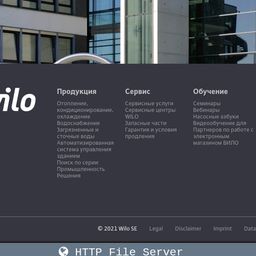 wilo
Продукция
Отопление,
кондиционирование,
охлаждение
Водоснабжение
Загрязненные и
сточные воды
Автоматизированная
система управления
зданием
Поиск по серии
Промышленность
Решения
Сервис
Сервисные услуги
Сервисные центры
WILO
Запасные части
Гарантия и условия
продления
Обучение
Семинары
Вебинары
Насосные азбуки
Видеообучение для
Партнеров по работе с
электронным
магазином ВИЛО
© 2021 Wilo SE
Legal
Disclaimer
Imprint
Data
HTTP File Server